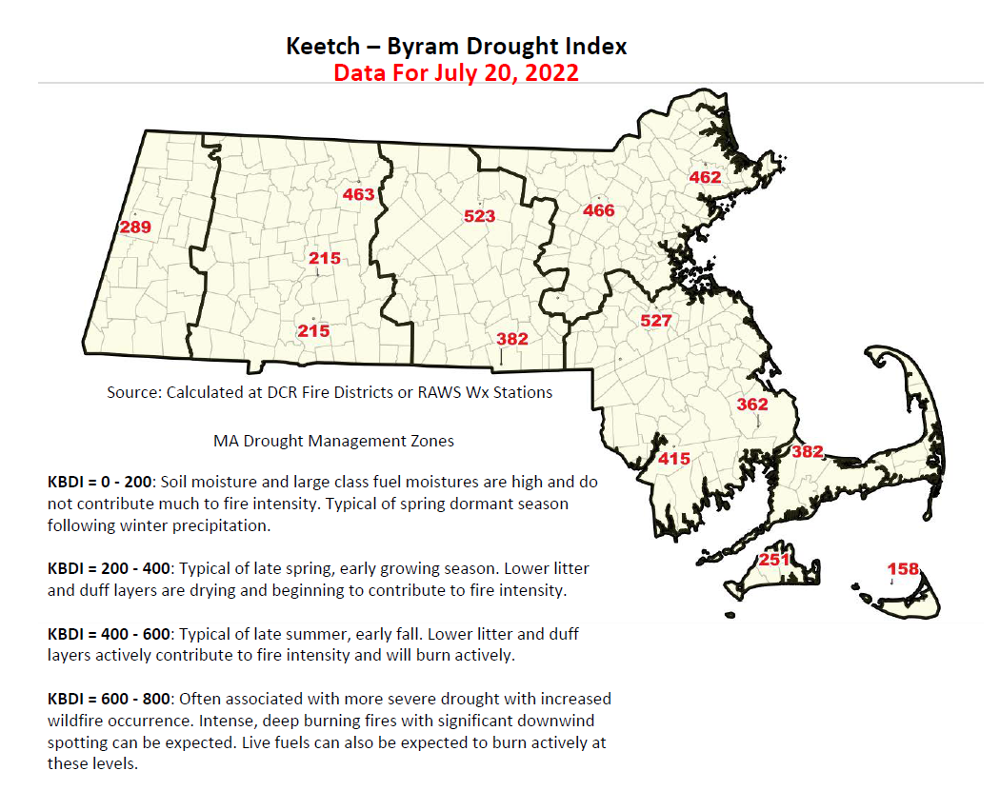 Keetch – Byram Drought Index
Data For July 20, 2022
462
463
466
523
289
215
527
215
382
362
382
415
251
158
Source: Calculated at DCR Fire Districts or RAWS Wx Stations
MA Drought Management Zones
KBDI = 0 - 200: Soil moisture and large class fuel moistures are high and do
not contribute much to fire intensity. Typical of spring dormant season
following winter precipitation.
KBDI = 200 - 400: Typical of late spring, early growing season. Lower litter
and duff layers are drying and beginning to contribute to fire intensity.
KBDI = 400 - 600: Typical of late summer, early fall. Lower litter and duff
layers actively contribute to fire intensity and will burn actively.
KBDI = 600 - 800: Often associated with more severe drought with increased
wildfire occurrence. Intense, deep burning fires with significant downwind
spotting can be expected. Live fuels can also be expected to burn actively at
these levels.